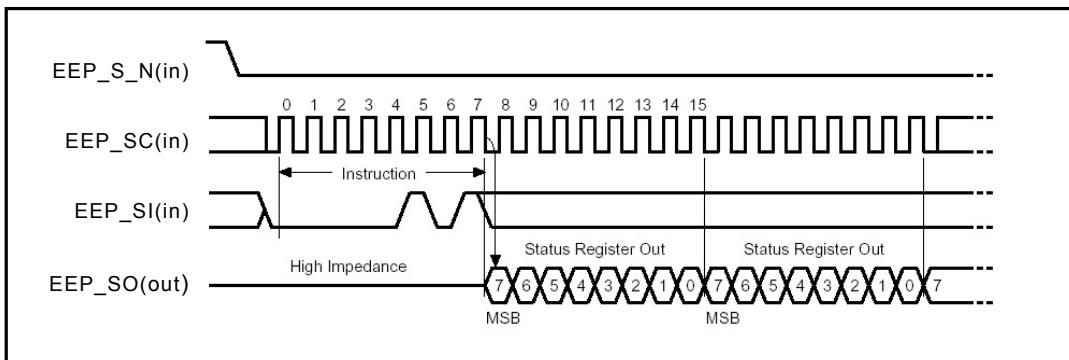 EEP_S_N(in)
0 1 2 3 4 5 6 7 8 9 10 11 12 13 14 15
EEP_SC(in)
Instruction
EEP_SI(in)
Status Register Out Status Register Out
High Impedance
EEP_SO(out)
7 6 5 4 3 2 1 0 7 6 5 4 3 2 1 0 7
MSB MSB